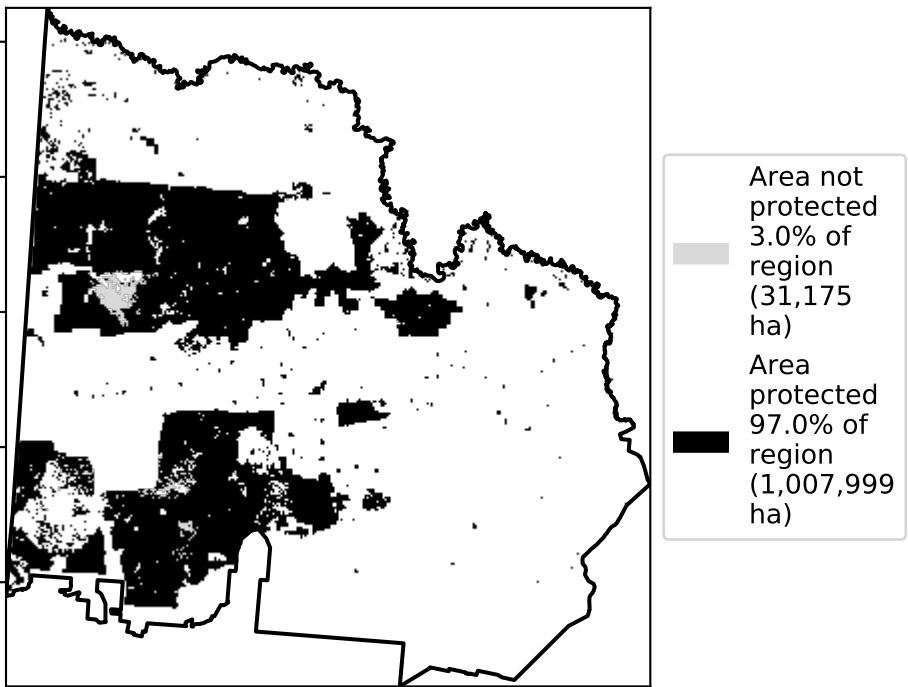 Area not
protected
3.0% of
region
(31,175
ha)
Area
protected
97.0% of
region
(1,007,999
ha)